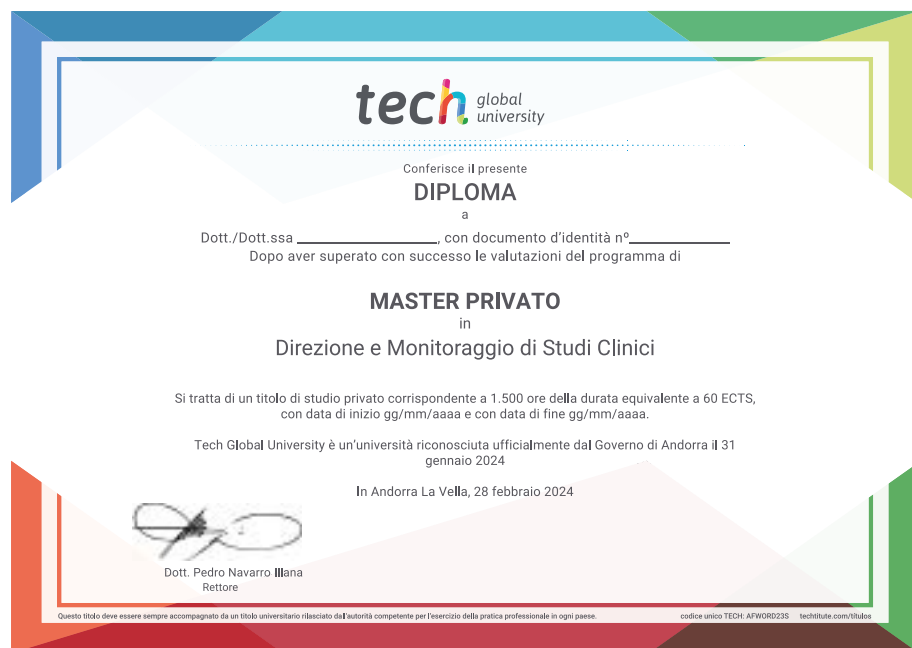 tech global university
Conferisce il presente
DIPLOMA
a
Dott./Dott.ssa ________________, con documento d'identità nº____________
Dopo aver superato con successo le valutazioni del programma di
MASTER PRIVATO
in
Direzione e Monitoraggio di Studi Clinici
Si tratta di un titolo di studio privato corrispondente a 1.500 ore della durata equivalente a 60 ECTS,
con data di inizio gg/mm/aaaa e con data di fine gg/mm/aaaa.
Tech Global University è un'università riconosciuta ufficialmente dal Governo di Andorra il 31
gennaio 2024
In Andorra La Vella, 28 febbraio 2024
Dott. Pedro Navarro Illana
Rettore
Questo titolo deve essere sempre accompagnato da un titolo universitario rilasciato dall'autorità competente per l'esercizio della pratica professionale in ogni paese. codice unico TECH: AFWORD23S techtitute.com/titulos